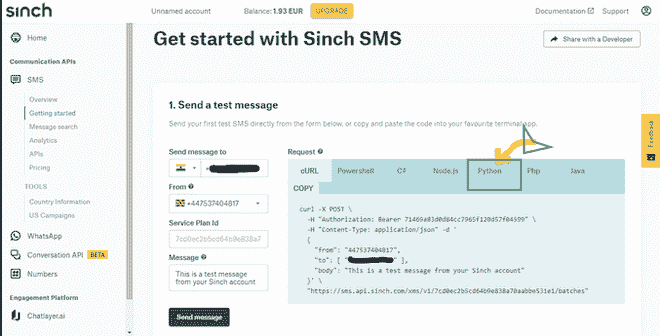 sinch
Unnamed account
Balance: 1.93 EUR
UPGRADE
Documentation
Support
Home
Communication APIs
SMS
Overview
Getting started
Message search
Analytics
APIs
Pricing
TOOLS
Country Information
US Campaigns
WhatsApp
Conversation API BETA
Numbers
Engagement Platform
Chatlayer.ai
Get started with Sinch SMS
Share with a Developer
1. Send a test message
Send your first test SMS directly from the form below, or copy and paste the code into your favourite terminal app.
Send message to
+
From
+447537404817
Service Plan Id
7cd0ec2b5cd64b9e838a7
Message
This is a test message
from your Sinch account
Send message
Request
cURL
Powershell
C#
Node.js
Python
Php
Java
COPY
curl -X POST \
-H "Authorization: Bearer 71469a83d0d84cc7965f120d57f04599" \
-H "Content-Type: application/json" -d '
{
"from": "447537404817",
"to": [ " " ],
"body": "This is a test message from your Sinch account"
}' \
"https://sms.api.sinch.com/xms/v1/7cd0ec2b5cd64b9e838a70aabbe531e1/batches"
Feedback